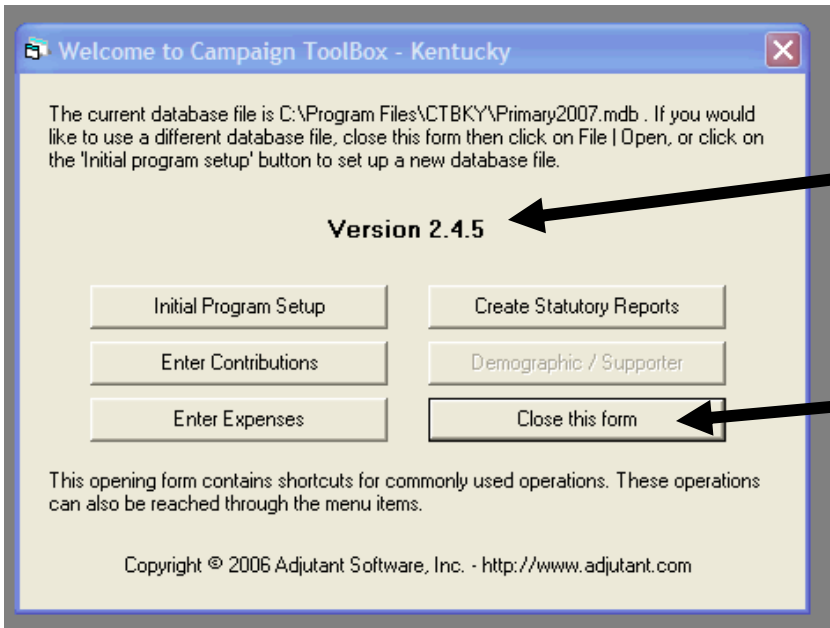 Welcome to Campaign ToolBox - Kentucky
The current database file is C:\Program Files\CTBKY\Primary2007.mdb . If you would
like to use a different database file, close this form then click on File | Open, or click on
the 'Initial program setup' button to set up a new database file.
Version 2.4.5
Initial Program Setup
Create Statutory Reports
Enter Contributions
Demographic / Supporter
Enter Expenses
Close this form
This opening form contains shortcuts for commonly used operations. These operations
can also be reached through the menu items.
Copyright © 2006 Adjutant Software, Inc. - http://www.adjutant.com